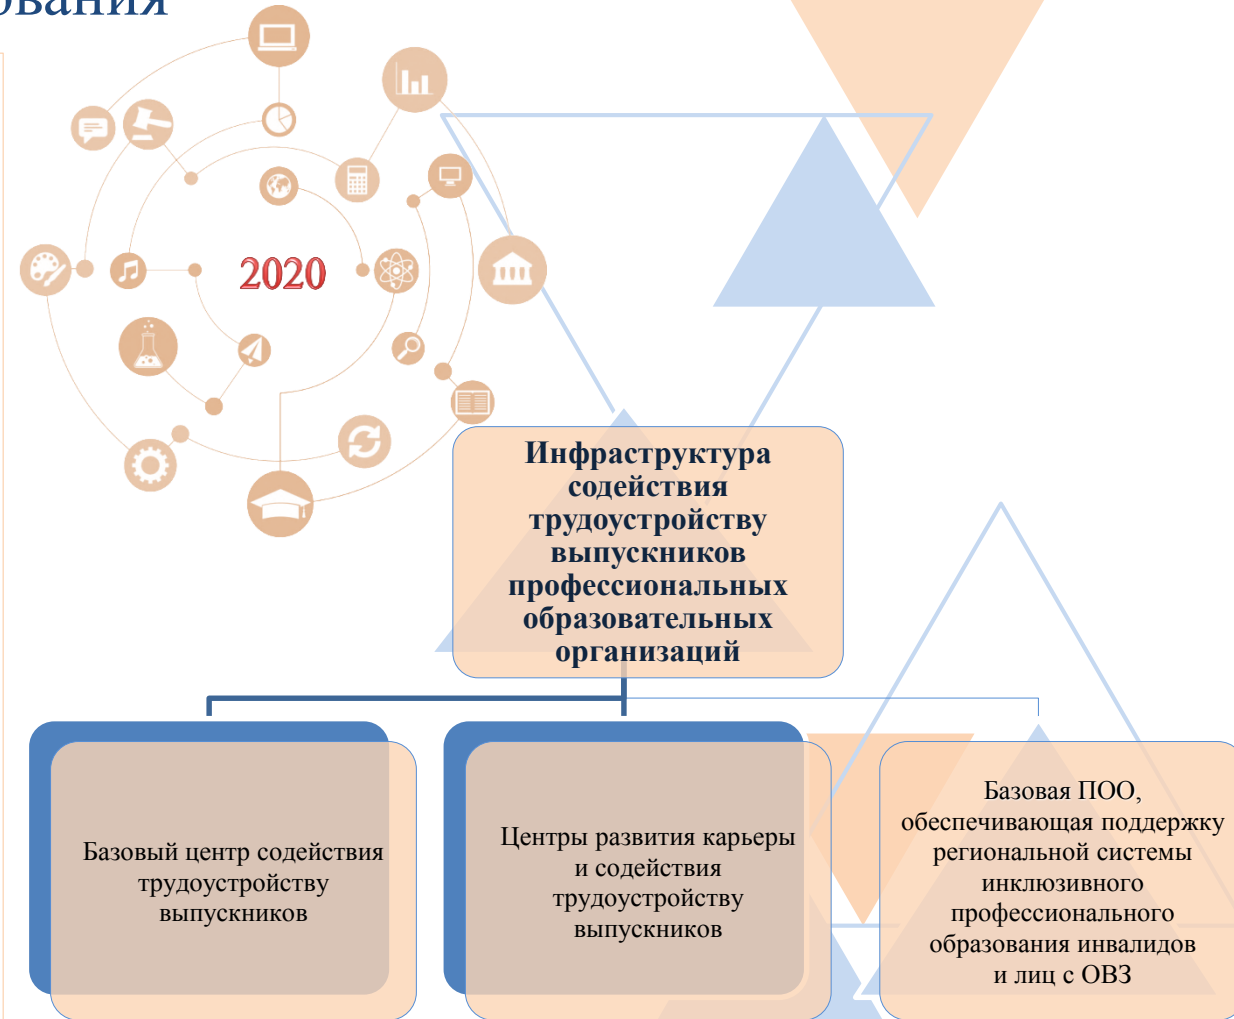 2020
Инфраструктура
содействия
трудоустройству
выпускников
профессиональных
образовательных
организаций
Базовый центр содействия
трудоустройству
выпускников
Центры развития карьеры
и содействия
трудоустройству
выпускников
Базовая ПОО,
обеспечивающая поддержку
региональной системы
инклюзивного
профессионального
образования инвалидов
и лиц с ОВЗ